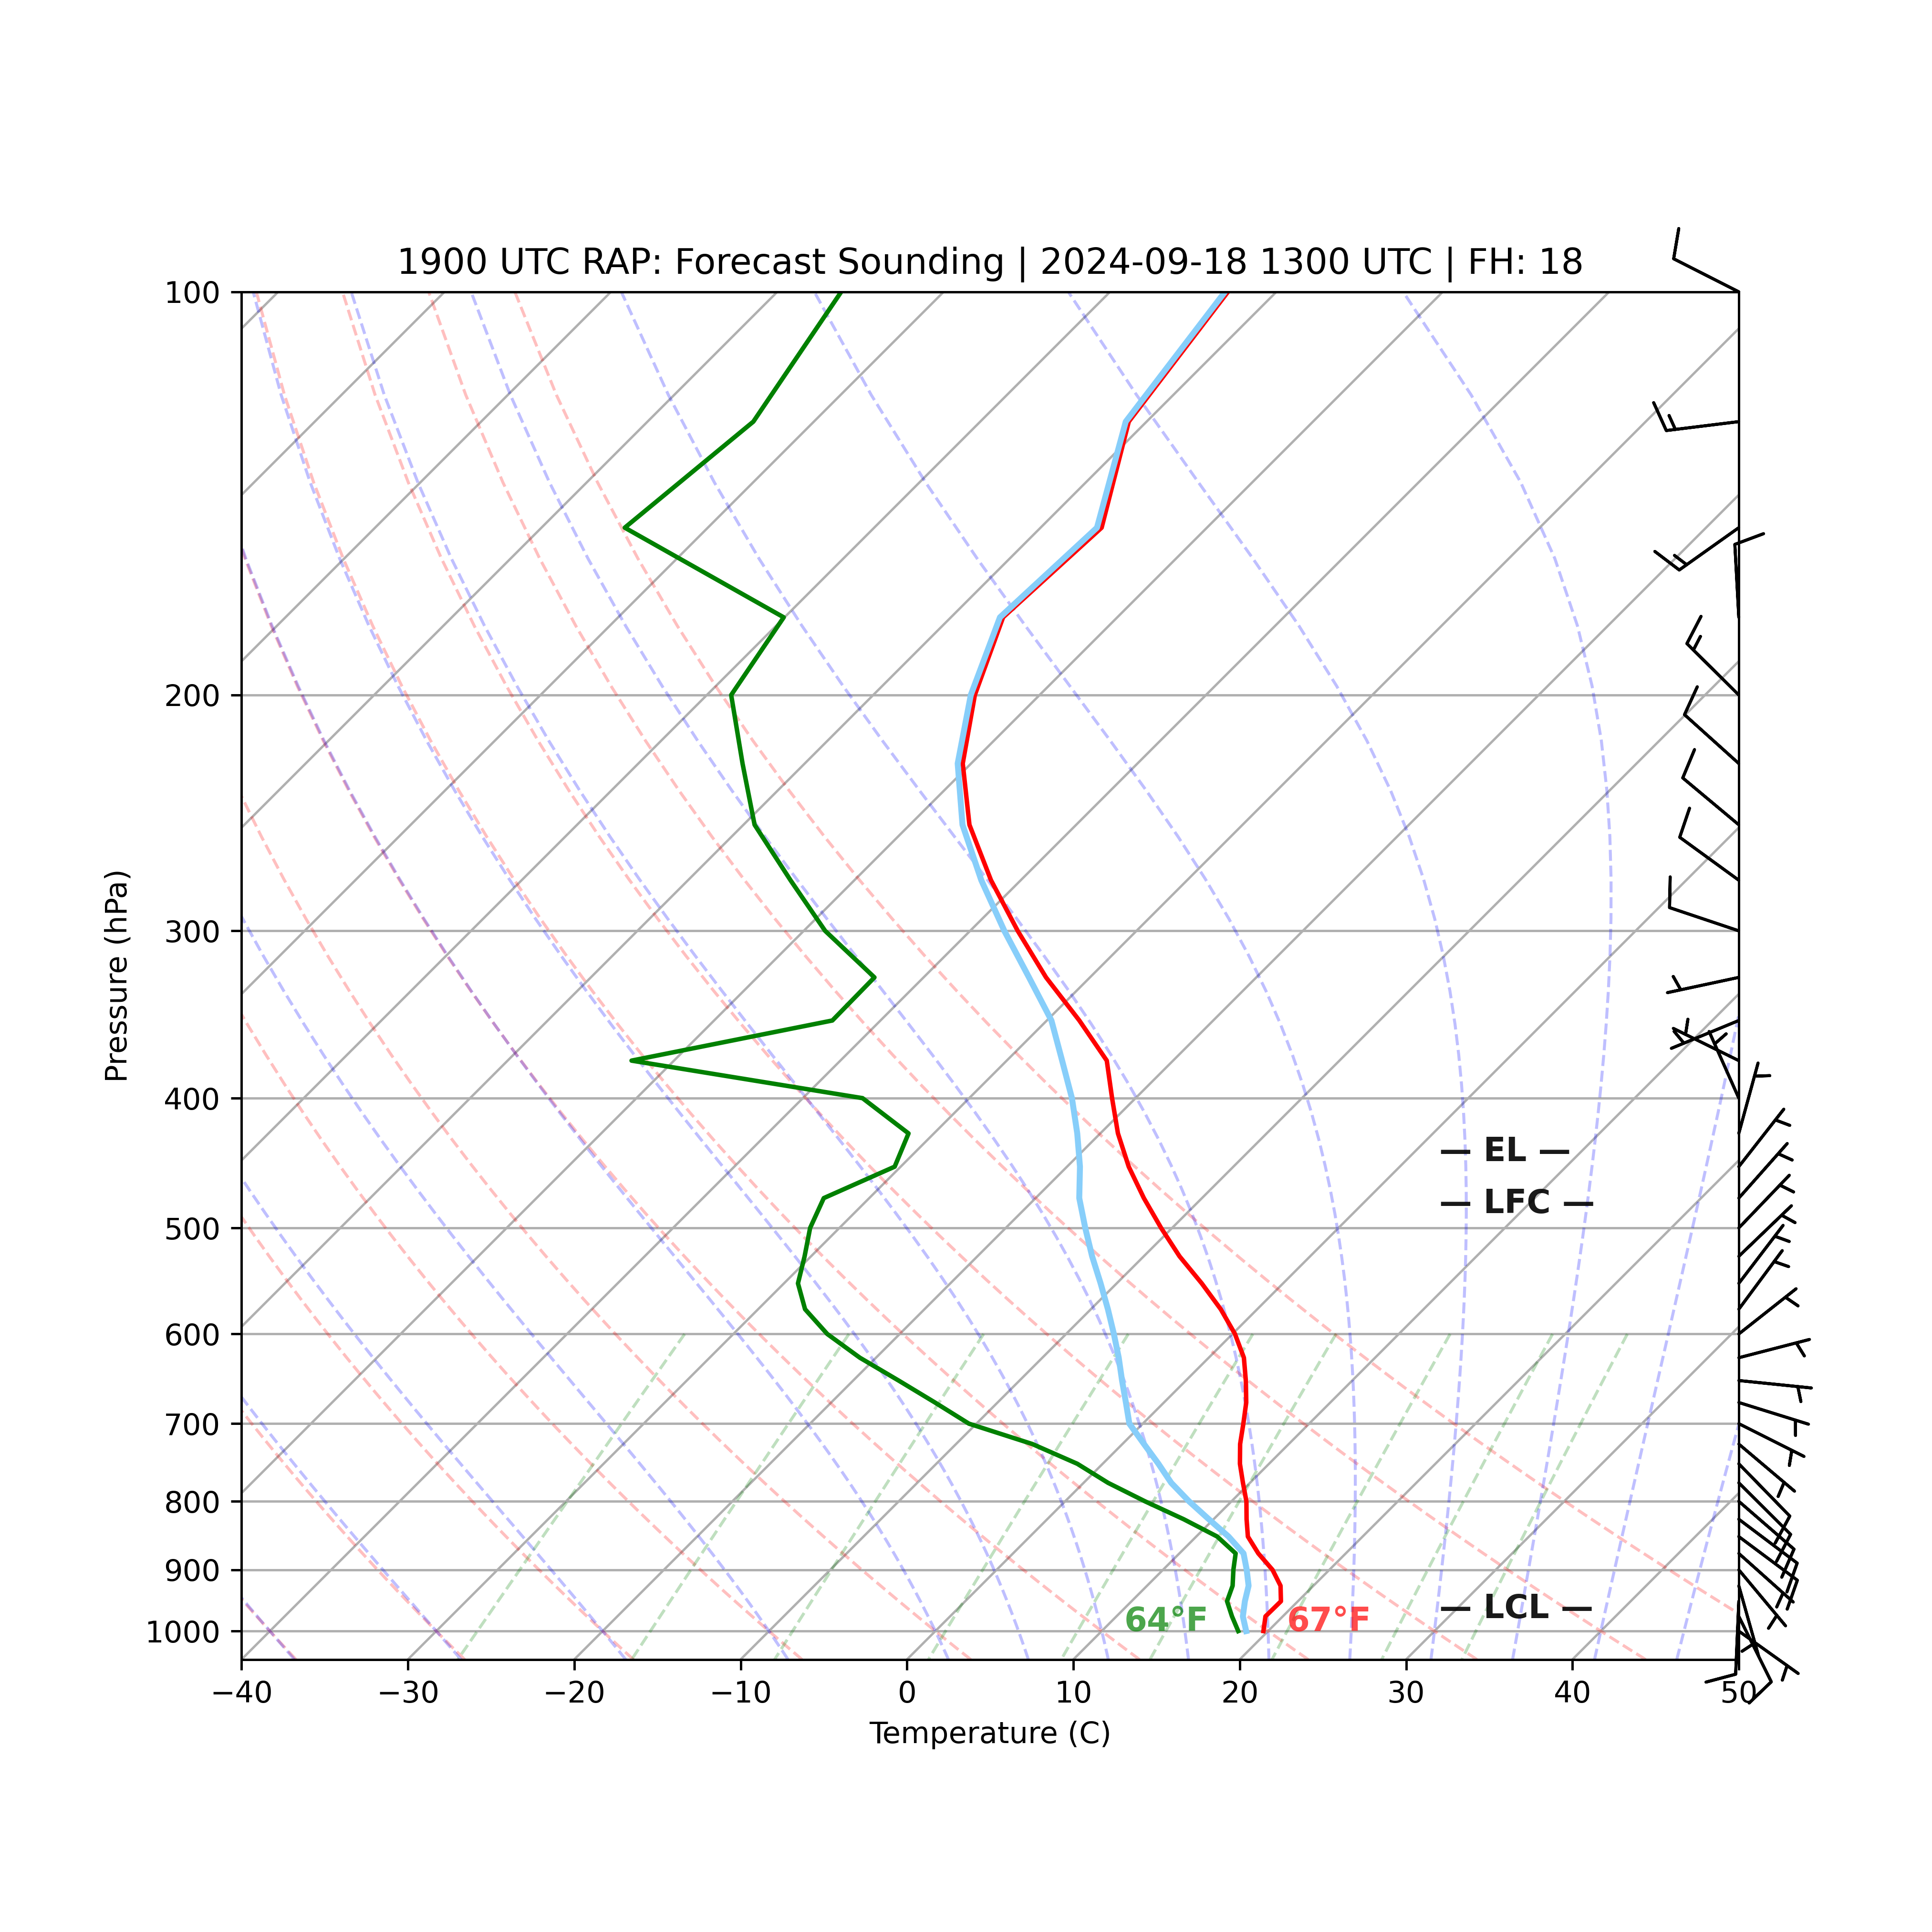 1900 UTC RAP: Forecast Sounding | 2024-09-18 1300 UTC | FH: 18
100
200
300
400
500
600
700
800
900
1000
Pressure (hPa)
— EL —
— LFC —
— LCL —
64°F
67°F
−40 −30 −20 −10 0 10 20 30 40 50
Temperature (C)